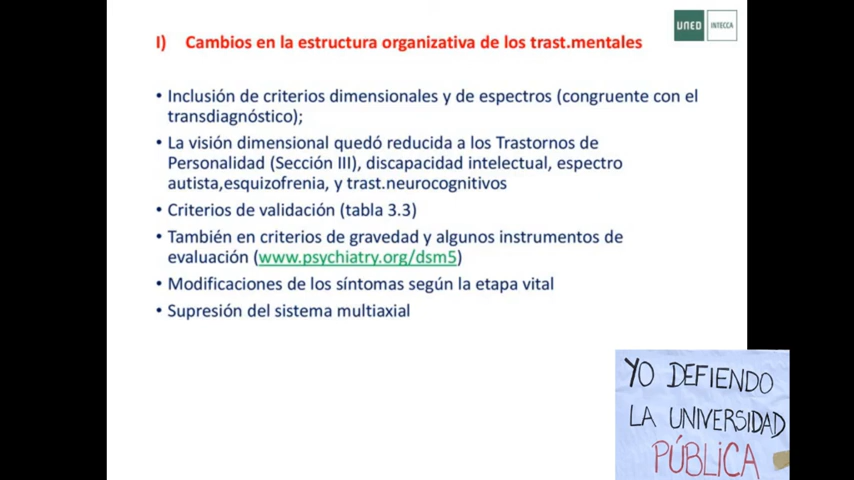 I) Cambios en la estructura organizativa de los trast.mentales
UNED INTECCA
• Inclusión de criterios dimensionales y de espectros (congruente con el
transdiagnóstico);
• La visión dimensional quedó reducida a los Trastornos de
Personalidad (Sección III), discapacidad intelectual, espectro
autista,esquizofrenia, y trast.neurocognitivos
• Criterios de validación (tabla 3.3)
• También en criterios de gravedad y algunos instrumentos de
evaluación (www.psychiatry.org/dsm5)
• Modificaciones de los síntomas según la etapa vital
• Supresión del sistema multiaxial
YO DEFIENDO
LA UNIVERSIDAD
PÚBLICA